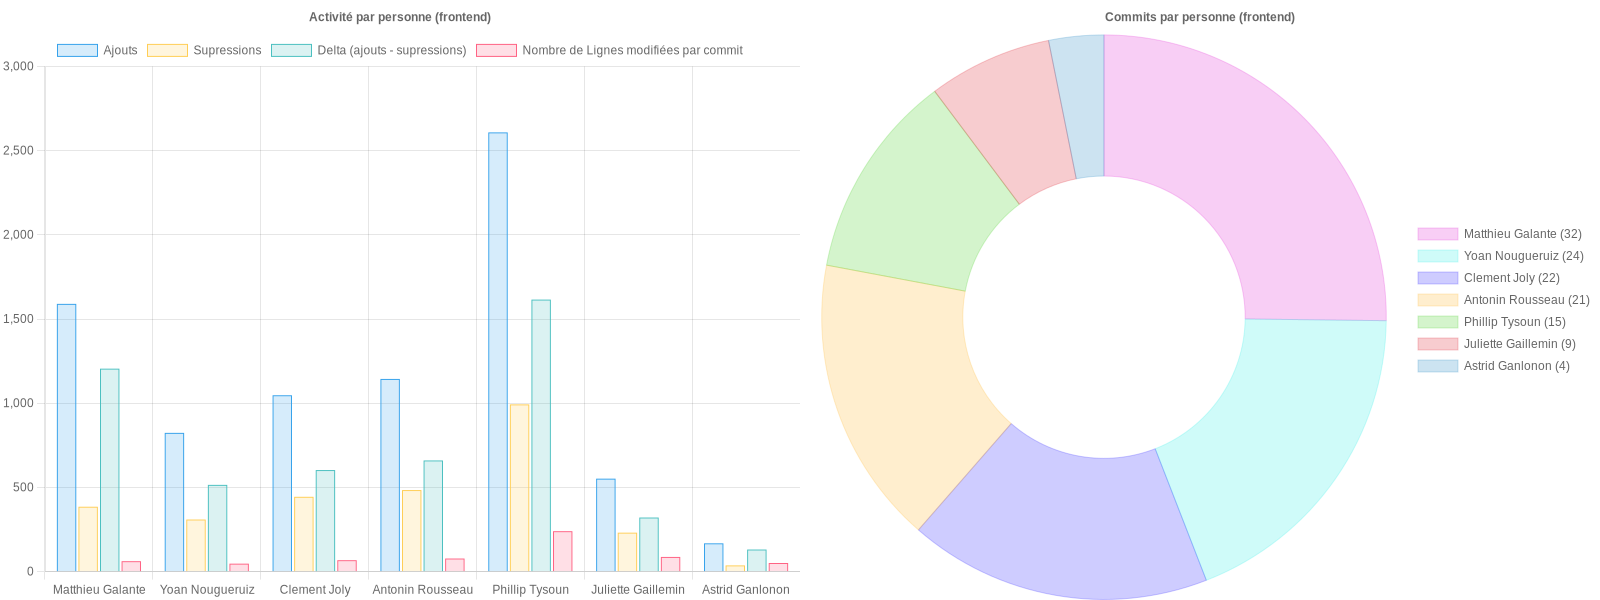 Activité par personne (frontend)
Ajouts
Supressions
Delta (ajouts - supressions)
Nombre de Lignes modifiées par commit
3,000
2,500
2,000
1,500
1,000
500
0
Matthieu Galante
Yoan Nougueruiz
Clement Joly
Antonin Rousseau
Phillip Tysoun
Juliette Gaillemin
Astrid Ganlonon
Commits par personne (frontend)
Matthieu Galante (32)
Yoan Nougueruiz (24)
Clement Joly (22)
Antonin Rousseau (21)
Phillip Tysoun (15)
Juliette Gaillemin (9)
Astrid Ganlonon (4)